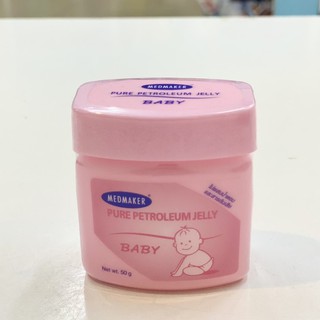 MEDMAKER
PURE PETROLEUM JELLY
BABY
MEDMAKER
PURE PETROLEUM JELLY
BABY
Net wt. 50 g